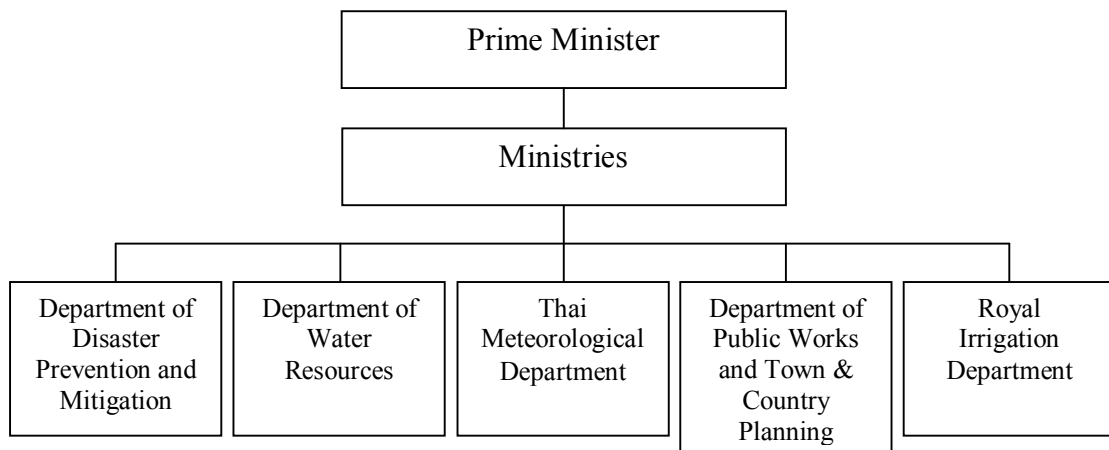 Prime Minister
Ministries
Department of
Disaster
Prevention and
Mitigation
Department of
Water
Resources
Thai
Meteorological
Department
Department of
Public Works
and Town &
Country
Planning
Royal
Irrigation
Department